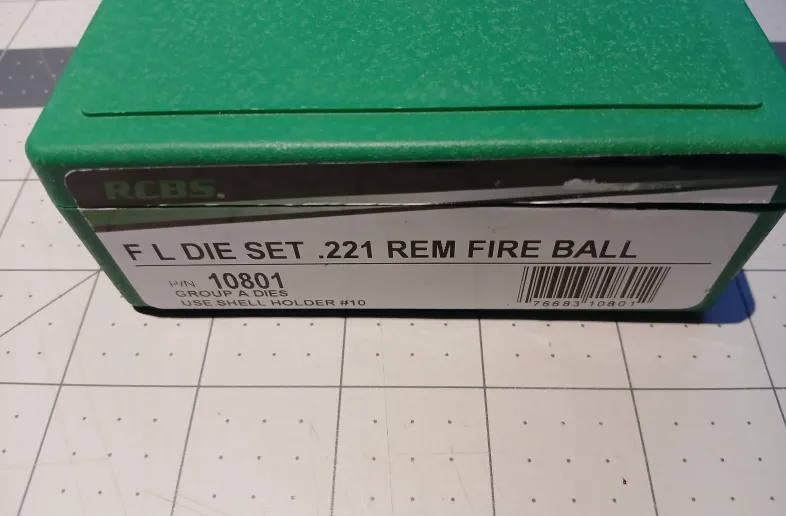 RCBS.
F L DIE SET .221 REM FIRE BALL
P/N 10801
GROUP A DIES
USE SHELL HOLDER #10
76683 10801